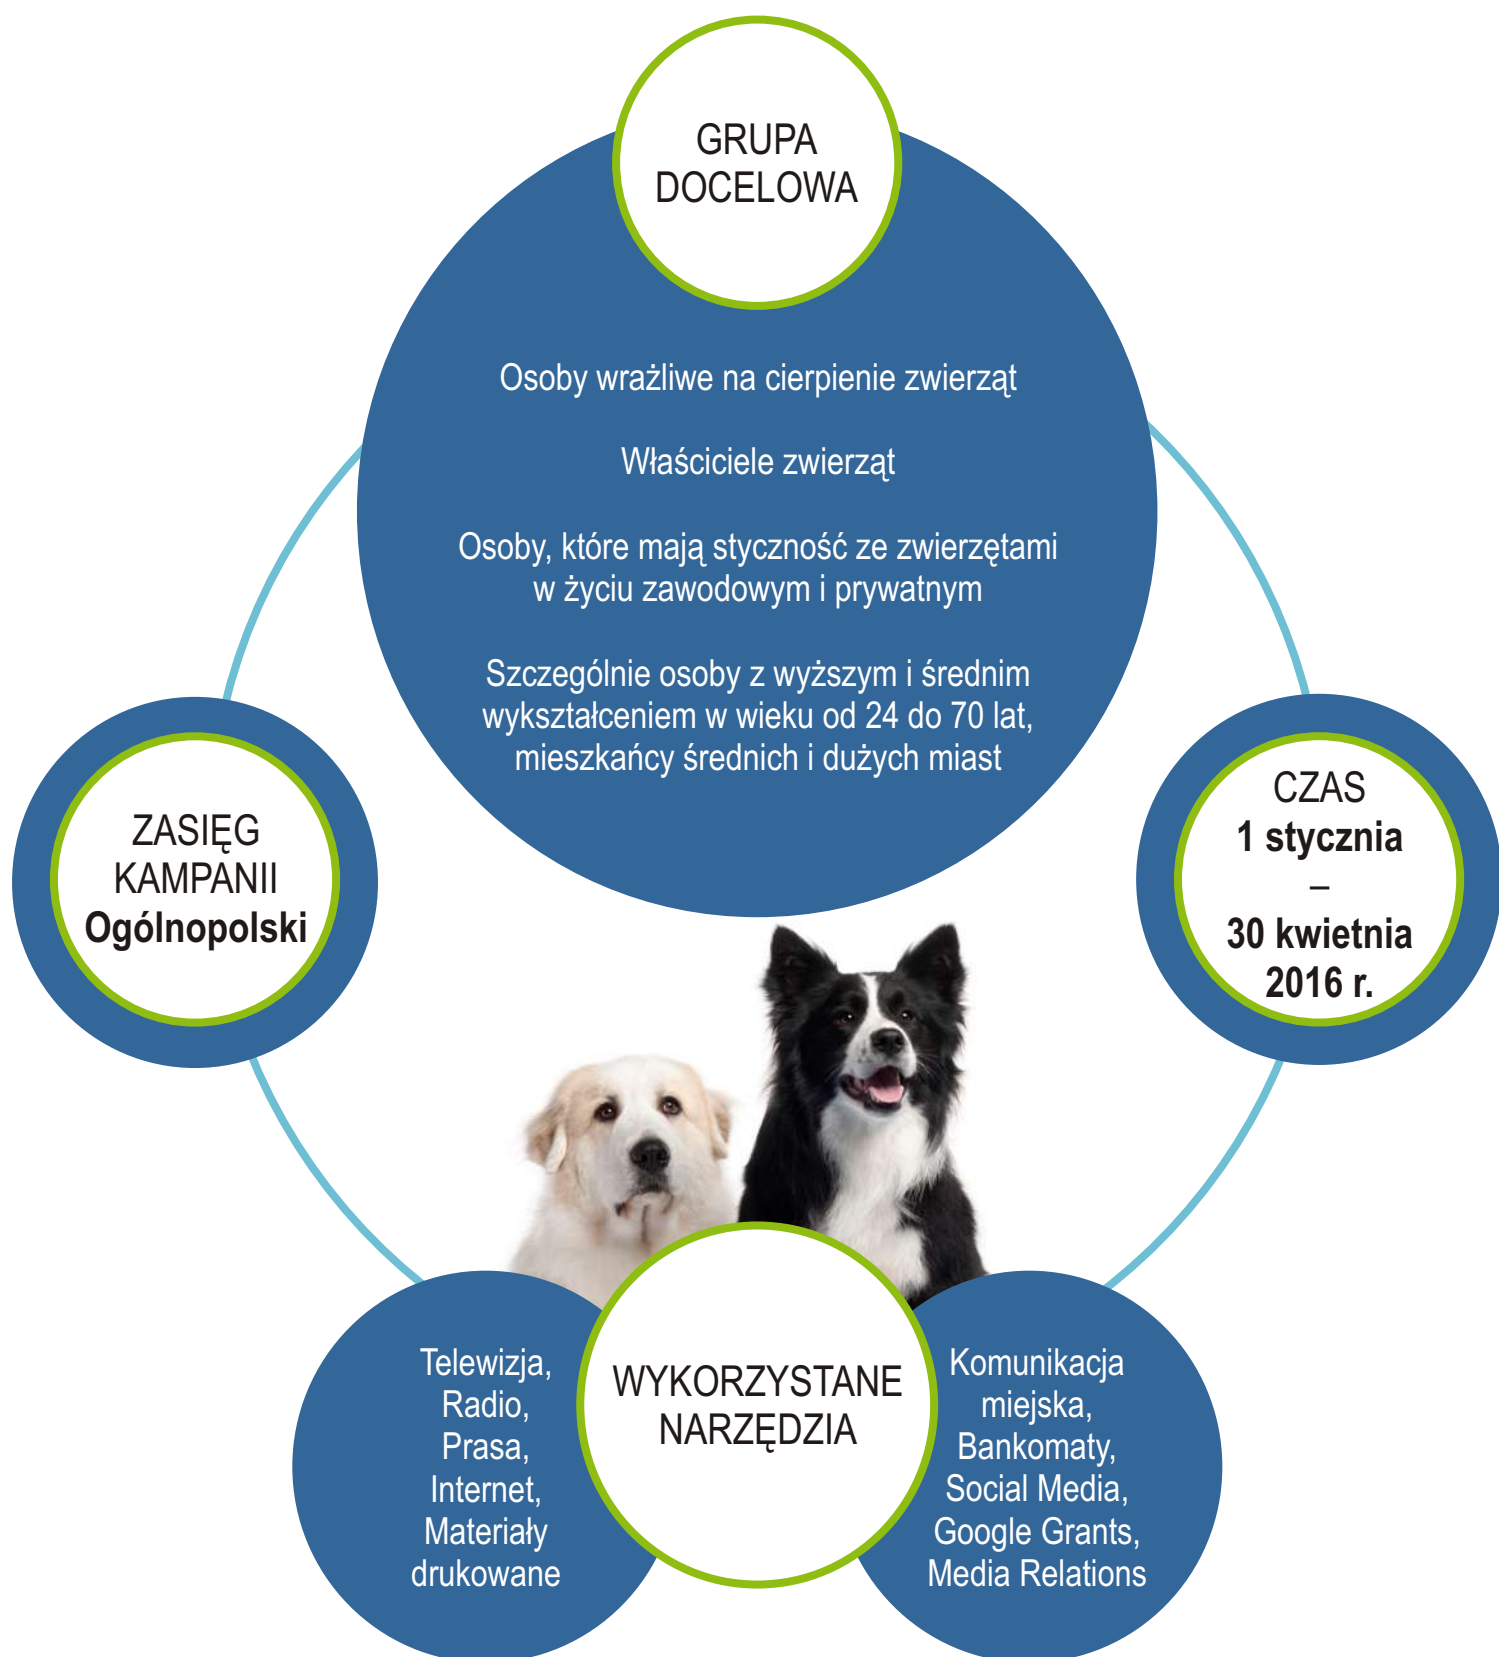 GRUPA
DOCELOWA
Osoby wrażliwe na cierpienie zwierząt
Właściciele zwierząt
Osoby, które mają styczność ze zwierzętami
w życiu zawodowym i prywatnym
Szczególnie osoby z wyższym i średnim
wykształceniem w wieku od 24 do 70 lat,
mieszkańcy średnich i dużych miast
ZASIĘG
KAMPANII
Ogólnopolski
CZAS
1 stycznia
–
30 kwietnia
2016 r.
WYKORZYSTANE
NARZĘDZIA
Telewizja,
Radio,
Prasa,
Internet,
Materiały
drukowane
Komunikacja
miejska,
Bankomaty,
Social Media,
Google Grants,
Media Relations